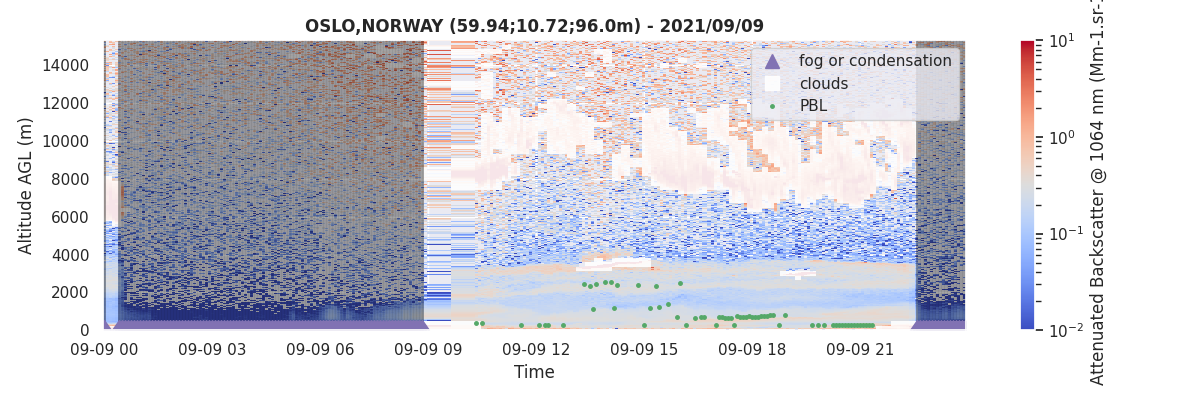 OSLO,NORWAY (59.94;10.72;96.0m) - 2021/09/09
Altitude AGL (m)
14000
12000
10000
8000
6000
4000
2000
0
fog or condensation
clouds
PBL
09-09 00
09-09 03
09-09 06
09-09 09
09-09 12
09-09 15
09-09 18
09-09 21
Time
10¹
10⁰
10⁻¹
10⁻²
Attenuated Backscatter @ 1064 nm (Mm-1.sr-